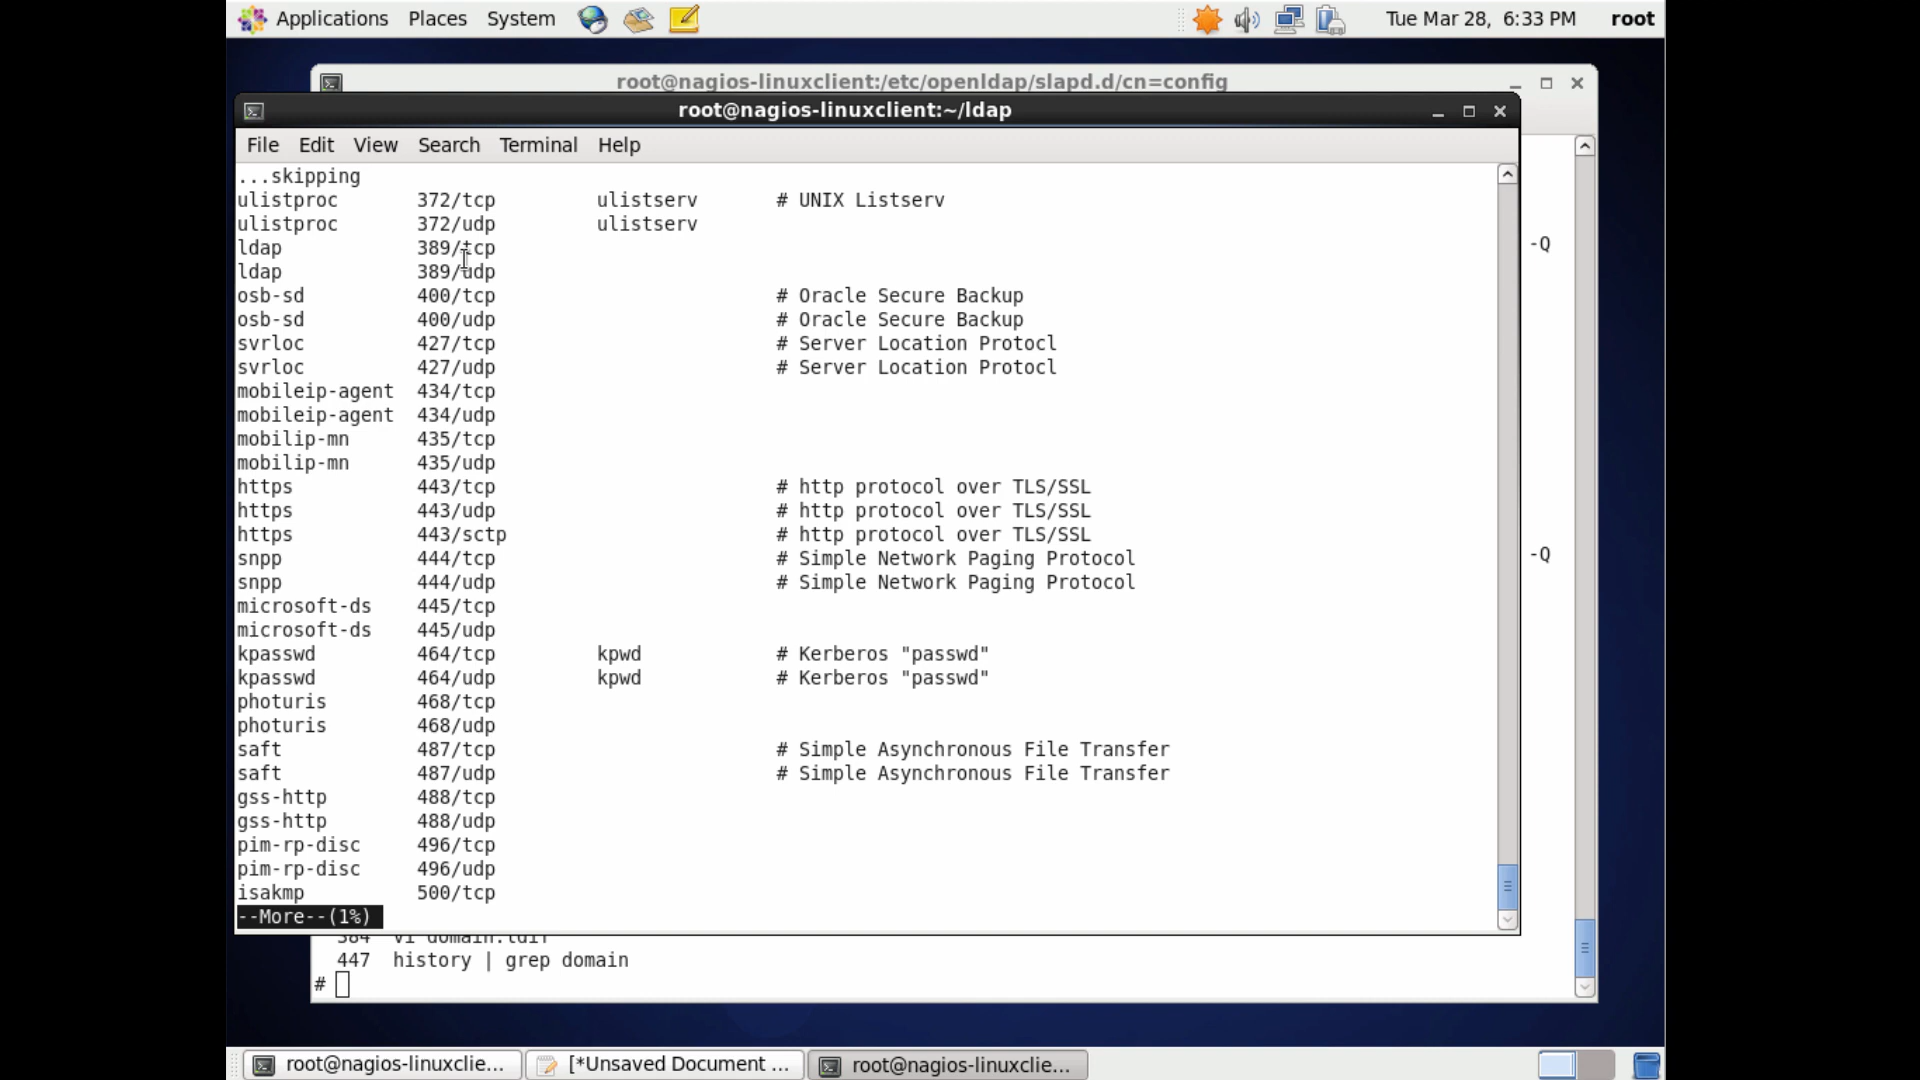 Applications Places System Tue Mar 28, 6:33 PM root
root@nagios-linuxclient:/etc/openldap/slapd.d/cn=config
root@nagios-linuxclient:~/ldap
File Edit View Search Terminal Help
...skipping
ulistproc 372/tcp ulistserv # UNIX Listserv
ulistproc 372/udp ulistserv
ldap 389/tcp
-Q
ldap 389/udp
osb-sd 400/tcp # Oracle Secure Backup
osb-sd 400/udp # Oracle Secure Backup
svrloc 427/tcp # Server Location Protocl
svrloc 427/udp # Server Location Protocl
mobileip-agent 434/tcp
mobileip-agent 434/udp
mobilip-mn 435/tcp
mobilip-mn 435/udp
https 443/tcp # http protocol over TLS/SSL
https 443/udp # http protocol over TLS/SSL
https 443/sctp # http protocol over TLS/SSL
snpp 444/tcp # Simple Network Paging Protocol
-Q
snpp 444/udp # Simple Network Paging Protocol
microsoft-ds 445/tcp
microsoft-ds 445/udp
kpasswd 464/tcp kpwd # Kerberos "passwd"
kpasswd 464/udp kpwd # Kerberos "passwd"
photuris 468/tcp
photuris 468/udp
saft 487/tcp # Simple Asynchronous File Transfer
saft 487/udp # Simple Asynchronous File Transfer
gss-http 488/tcp
gss-http 488/udp
pim-rp-disc 496/tcp
pim-rp-disc 496/udp
isakmp 500/tcp
--More--(1%)
384 vi domain.ldif
447 history | grep domain
#
root@nagios-linuxclie... [*Unsaved Document ... root@nagios-linuxclie...